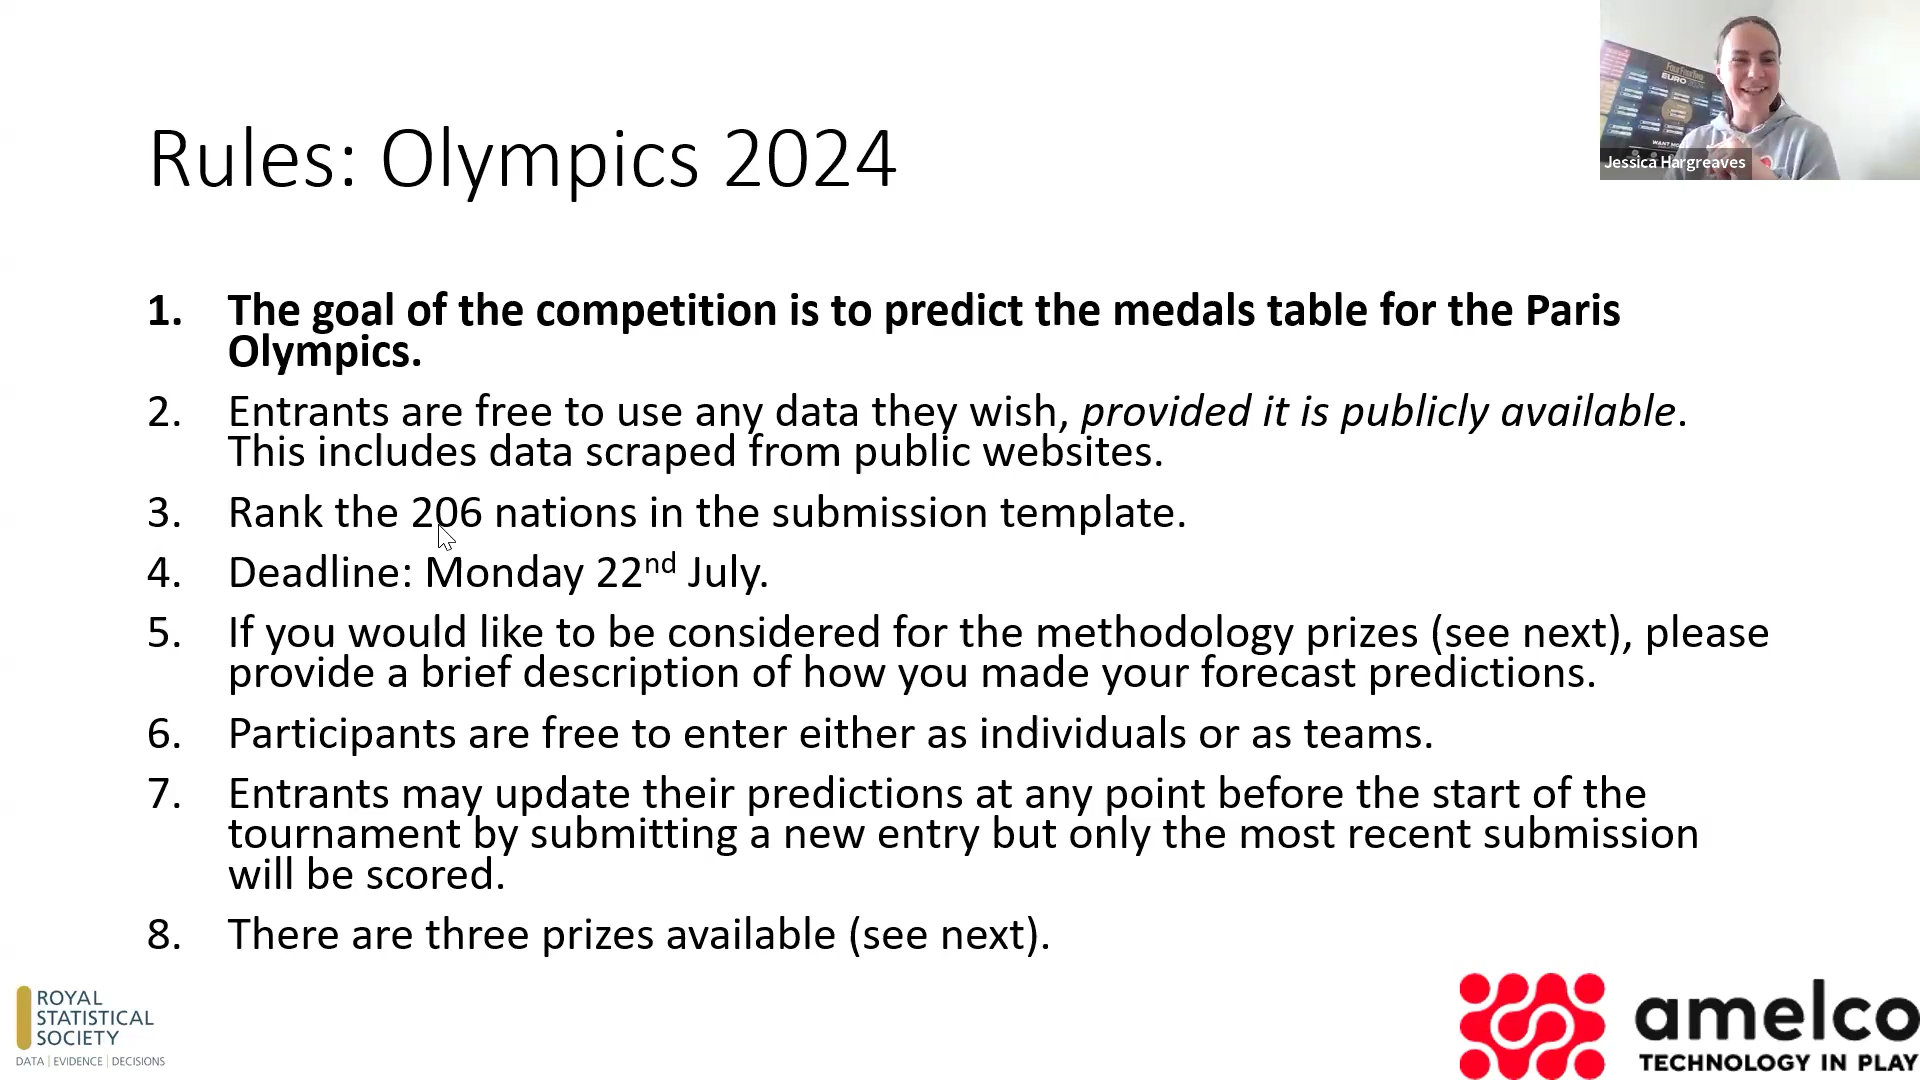 Rules: Olympics 2024
FourFourTwo
EURO
WANT MO
Jessica Hargreaves
1. The goal of the competition is to predict the medals table for the Paris
Olympics.
2. Entrants are free to use any data they wish, provided it is publicly available.
This includes data scraped from public websites.
3. Rank the 206 nations in the submission template.
4. Deadline: Monday 22nd July.
5. If you would like to be considered for the methodology prizes (see next), please
provide a brief description of how you made your forecast predictions.
6. Participants are free to enter either as individuals or as teams.
7. Entrants may update their predictions at any point before the start of the
tournament by submitting a new entry but only the most recent submission
will be scored.
8. There are three prizes available (see next).
ROYAL
STATISTICAL
SOCIETY
DATA | EVIDENCE | DECISIONS
amelco
TECHNOLOGY IN PLAY